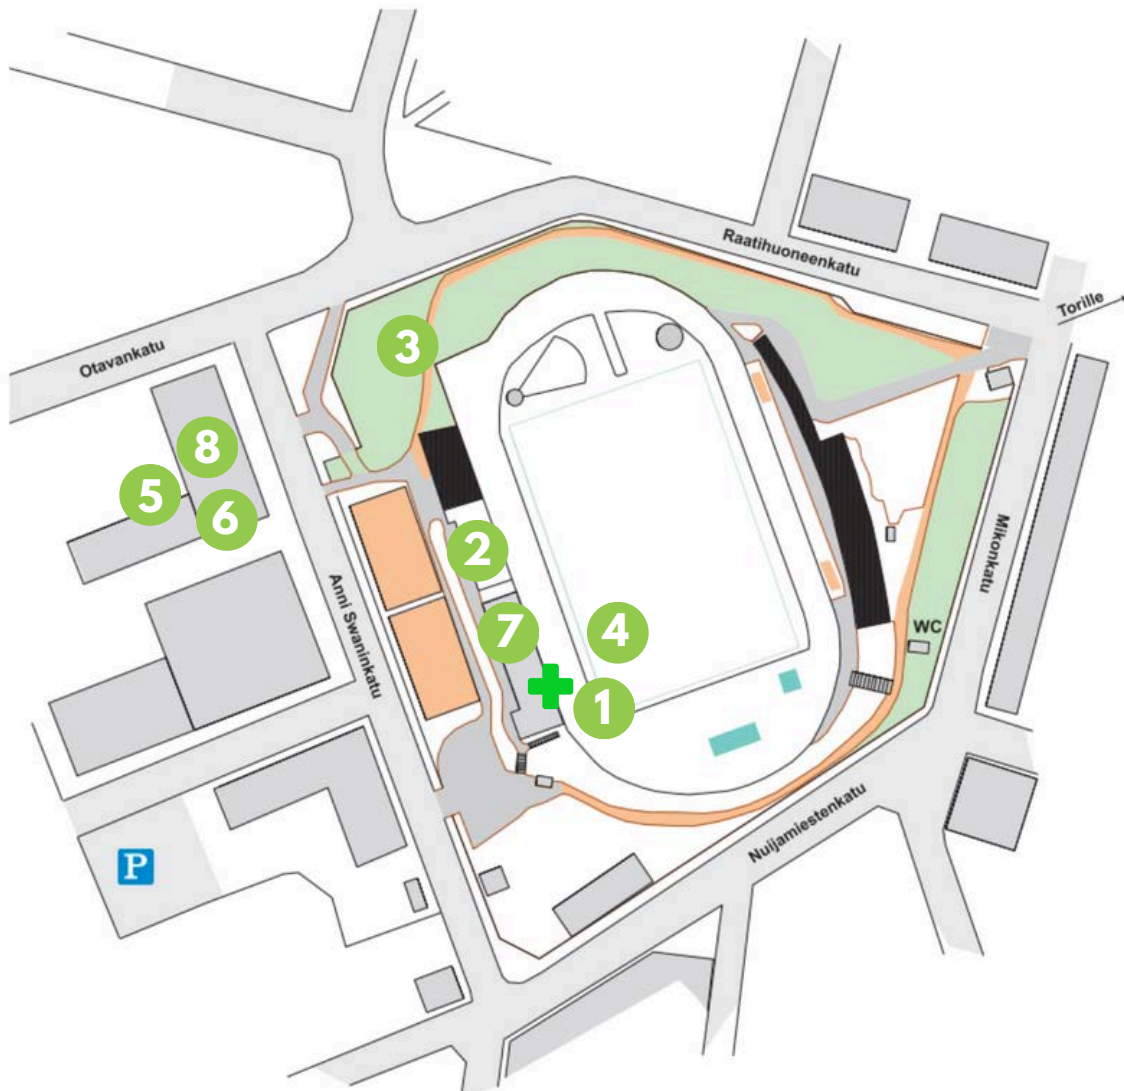 Raatihuoneenkatu
Torille
Otavankatu
3
8
5
6
2
Mikonkatu
Anni Swaninkatu
7
4
WC
1
Nuijamiestenkatu
P